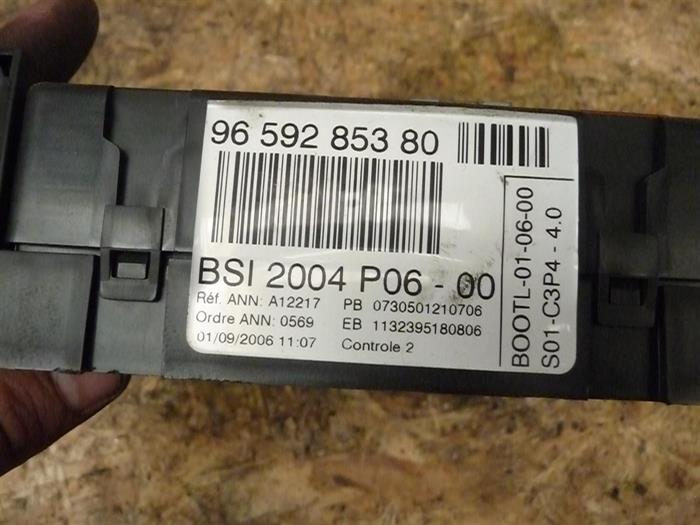 96 592 853 80
BSI 2004 P06 - 00
Réf. ANN: A12217 PB 0730501210706
Ordre ANN: 0569 EB 1132395180806
01/09/2006 11:07 Controle 2
BOOTL-01-06-00
S01-C3P4 - 4.0